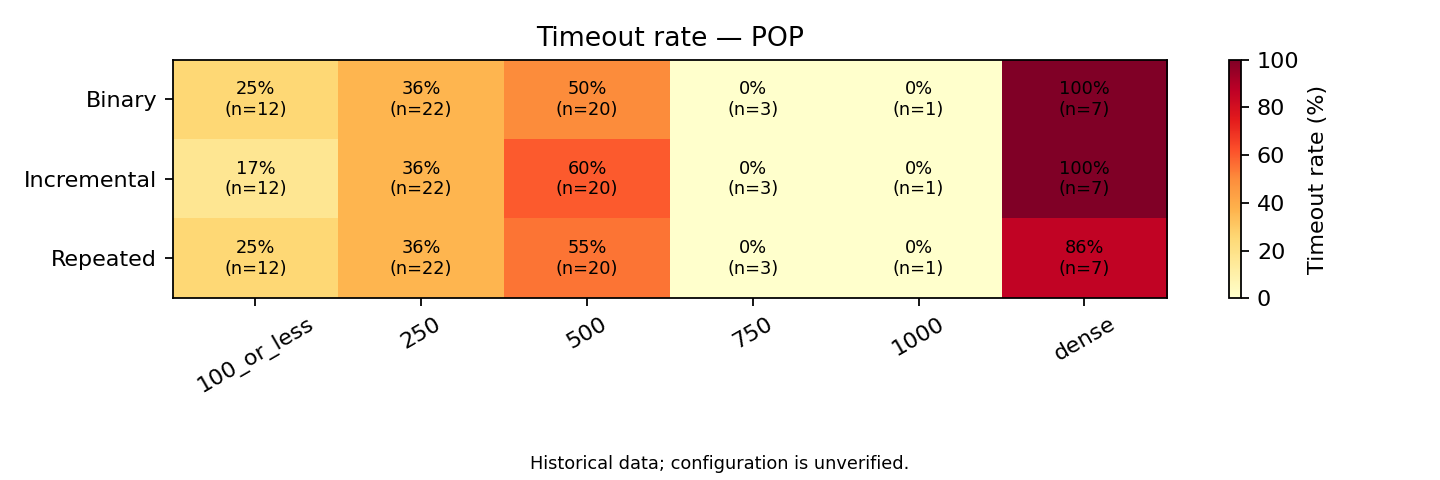 Timeout rate — POP
Binary
25%
(n=12)
36%
(n=22)
50%
(n=20)
0%
(n=3)
0%
(n=1)
100%
(n=7)
Incremental
17%
(n=12)
36%
(n=22)
60%
(n=20)
0%
(n=3)
0%
(n=1)
100%
(n=7)
Repeated
25%
(n=12)
36%
(n=22)
55%
(n=20)
0%
(n=3)
0%
(n=1)
86%
(n=7)
100_or_less
250
500
750
1000
dense
100
80
60
40
20
0
Timeout rate (%)
Historical data; configuration is unverified.